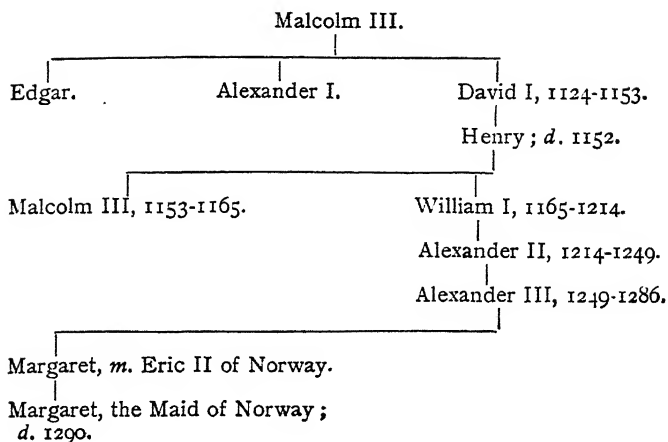 Malcolm III.
Edgar. Alexander I. David I, 1124-1153.
Henry; d. 1152.
Malcolm III, 1153-1165. William I, 1165-1214.
Alexander II, 1214-1249.
Alexander III, 1249-1286.
Margaret, m. Eric II of Norway.
Margaret, the Maid of Norway;
d. 1290.